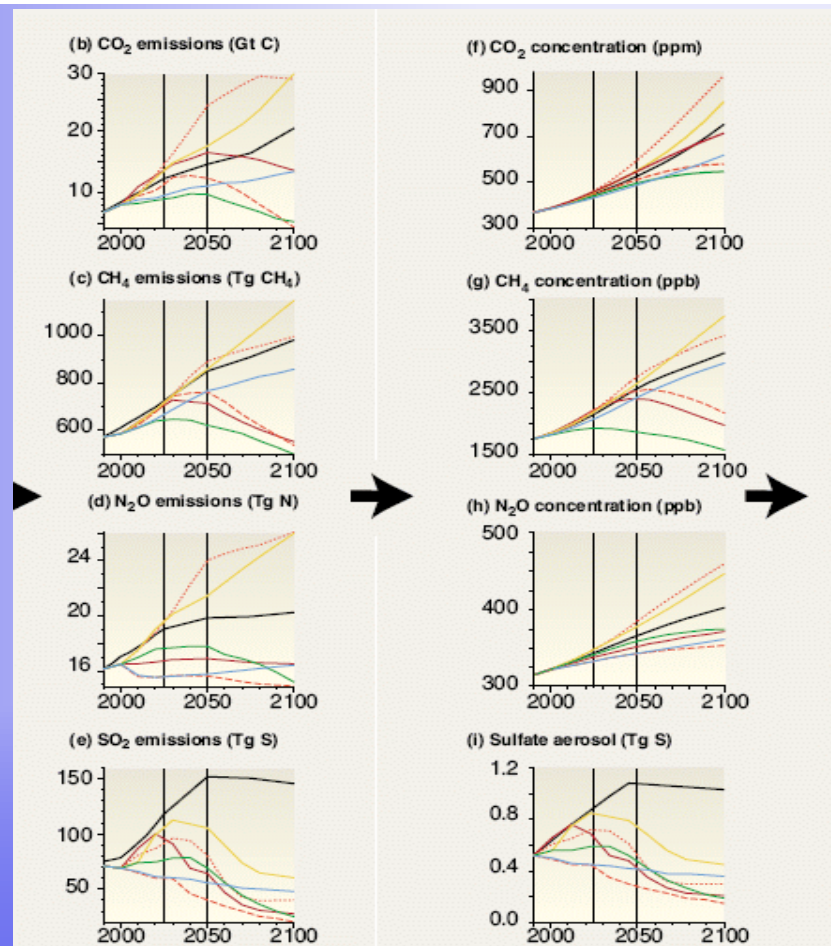 (b) CO₂ emissions (Gt C)
30
20
10
2000 2050 2100
(c) CH₄ emissions (Tg CH₄)
1000
800
600
2000 2050 2100
(d) N₂O emissions (Tg N)
24
20
16
2000 2050 2100
(e) SO₂ emissions (Tg S)
150
100
50
2000 2050 2100
(f) CO₂ concentration (ppm)
900
700
500
300
2000 2050 2100
(g) CH₄ concentration (ppb)
3500
2500
1500
2000 2050 2100
(h) N₂O concentration (ppb)
500
400
300
2000 2050 2100
(i) Sulfate aerosol (Tg S)
1.2
0.8
0.4
0.0
2000 2050 2100